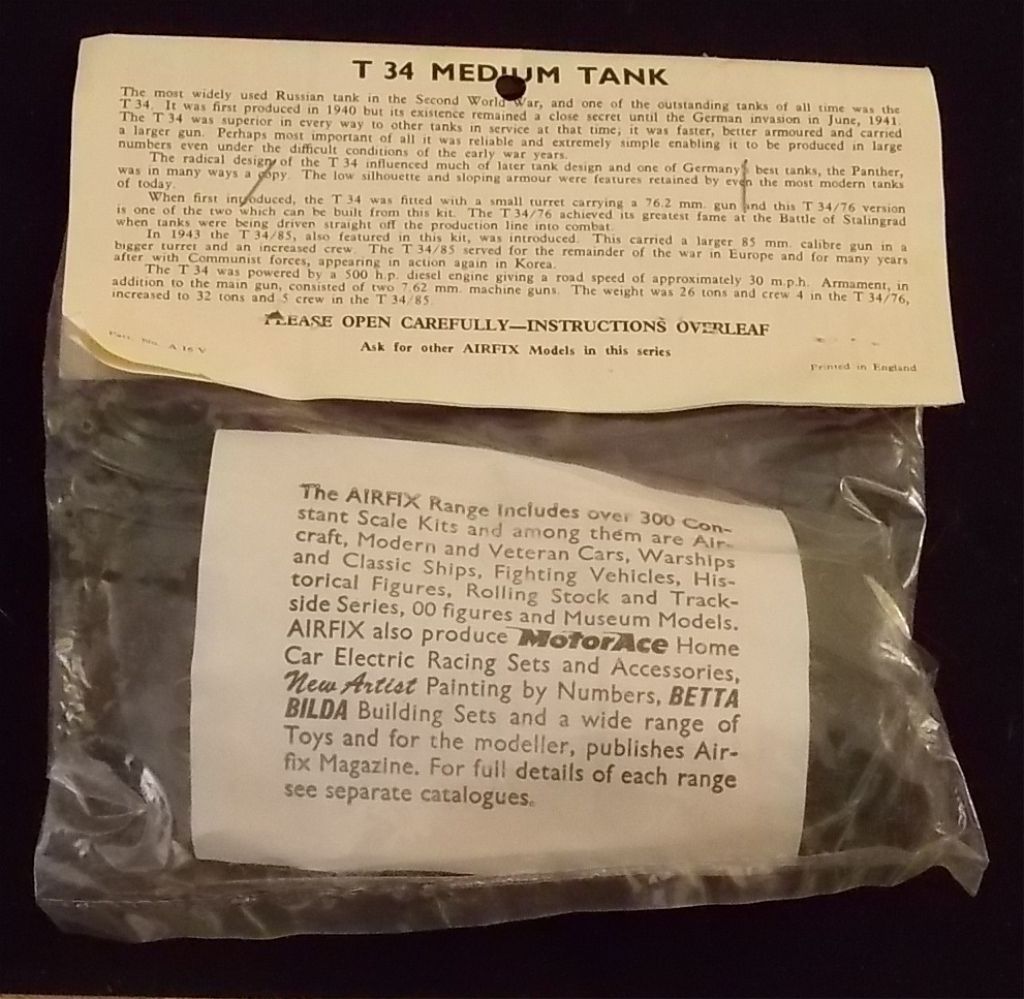 T 34 MEDIUM TANK
The most widely used Russian tank in the Second World War, and one of the outstanding tanks of all time was the
T 34. It was first produced in 1940 but its existence remained a close secret until the German invasion in June, 1941.
The T 34 was superior in every way to other tanks in service at that time; it was faster, better armoured and carried
a larger gun. Perhaps most important of all it was reliable and extremely simple enabling it to be produced in large
numbers even under the difficult conditions of the early war years.
The radical design of the T 34 influenced much of later tank design and one of Germany's best tanks, the Panther,
was in many ways a copy. The low silhouette and sloping armour were features retained by even the most modern tanks
of today.
When first introduced, the T 34 was fitted with a small turret carrying a 76.2 mm. gun and this T 34/76 version
is one of the two which can be built from this kit. The T 34/76 achieved its greatest fame at the Battle of Stalingrad
when tanks were being driven straight off the production line into combat.
In 1943 the T 34/85, also featured in this kit, was introduced. This carried a larger 85 mm. calibre gun in a
bigger turret and an increased crew. The T 34/85 served for the remainder of the war in Europe and for many years
after with Communist forces, appearing in action again in Korea.
The T 34 was powered by a 500 h.p. diesel engine giving a road speed of approximately 30 m.p.h. Armament, in
addition to the main gun, consisted of two 7.62 mm. machine guns. The weight was 26 tons and crew 4 in the T 34/76,
increased to 32 tons and 5 crew in the T 34/85.
PLEASE OPEN CAREFULLY—INSTRUCTIONS OVERLEAF
Ask for other AIRFIX Models in this series
Patt. No. A 16 V
Printed in England
The AIRFIX Range includes over 300 Con-
stant Scale Kits and among them are Air-
craft, Modern and Veteran Cars, Warships
and Classic Ships, Fighting Vehicles, His-
torical Figures, Rolling Stock and Track-
side Series, 00 figures and Museum Models.
AIRFIX also produce MotorAce Home
Car Electric Racing Sets and Accessories,
New Artist Painting by Numbers, BETTA
BILDA Building Sets and a wide range of
Toys and for the modeller, publishes Air-
fix Magazine. For full details of each range
see separate catalogues.